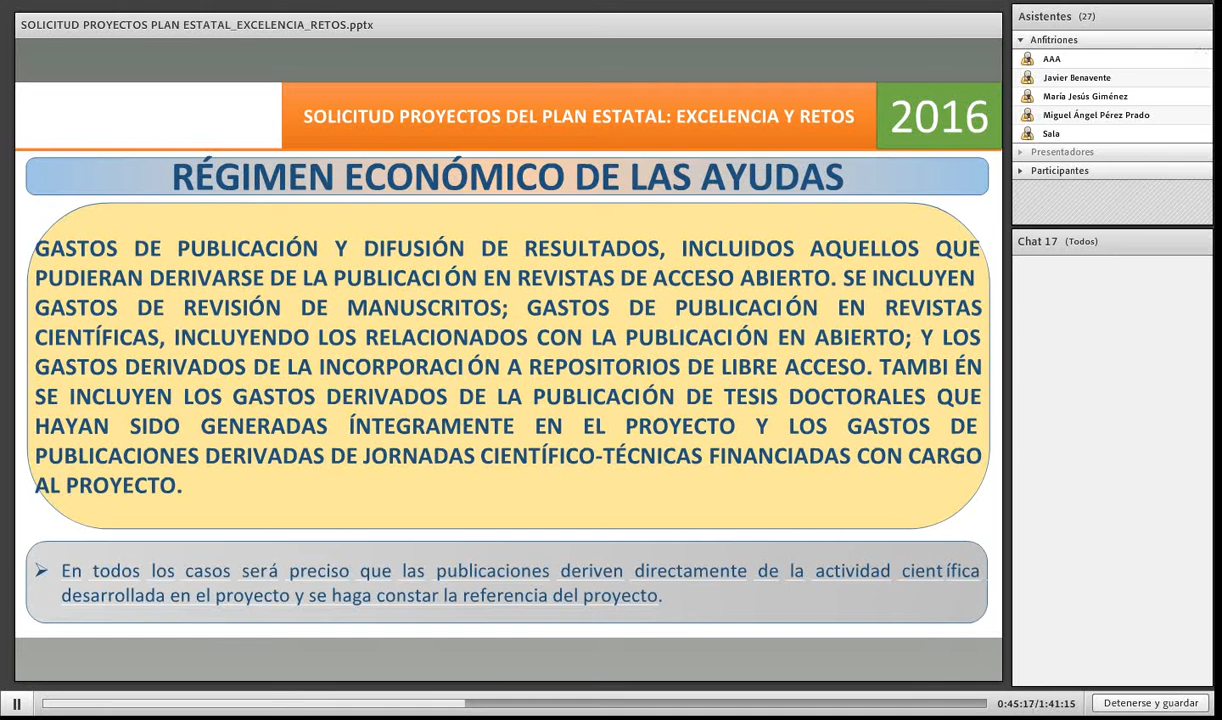 SOLICITUD PROYECTOS PLAN ESTATAL_EXCELENCIA_RETOS.pptx
SOLICITUD PROYECTOS DEL PLAN ESTATAL: EXCELENCIA Y RETOS
2016
RÉGIMEN ECONÓMICO DE LAS AYUDAS
GASTOS DE PUBLICACIÓN Y DIFUSIÓN DE RESULTADOS, INCLUIDOS AQUELLOS QUE
PUDIERAN DERIVARSE DE LA PUBLICACIÓN EN REVISTAS DE ACCESO ABIERTO. SE INCLUYEN
GASTOS DE REVISIÓN DE MANUSCRITOS; GASTOS DE PUBLICACIÓN EN REVISTAS
CIENTÍFICAS, INCLUYENDO LOS RELACIONADOS CON LA PUBLICACIÓN EN ABIERTO; Y LOS
GASTOS DERIVADOS DE LA INCORPORACIÓN A REPOSITORIOS DE LIBRE ACCESO. TAMBIÉN
SE INCLUYEN LOS GASTOS DERIVADOS DE LA PUBLICACIÓN DE TESIS DOCTORALES QUE
HAYAN SIDO GENERADAS ÍNTEGRAMENTE EN EL PROYECTO Y LOS GASTOS DE
PUBLICACIONES DERIVADAS DE JORNADAS CIENTÍFICO-TÉCNICAS FINANCIADAS CON CARGO
AL PROYECTO.
➢ En todos los casos será preciso que las publicaciones deriven directamente de la actividad científica
desarrollada en el proyecto y se haga constar la referencia del proyecto.
Asistentes (27)
Anfitriones
AAA
Javier Benavente
María Jesús Giménez
Miguel Ángel Pérez Prado
Sala
Presentadores
Participantes
Chat 17 (Todos)
0:45:17/1:41:15
Detenerse y guardar